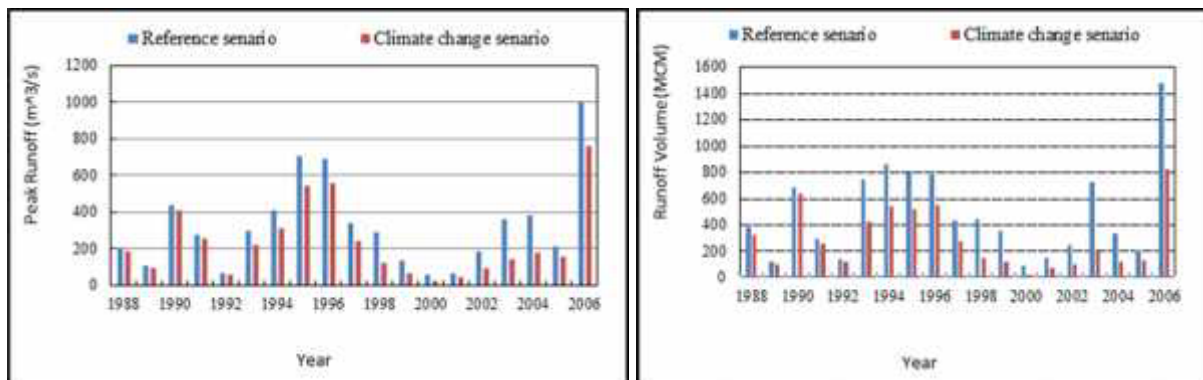 Reference senario Climate change senario
1200
1000
800
600
400
200
0
Peak Runoff (m^3/s)
1988 1990 1992 1994 1996 1998 2000 2002 2004 2006
Year
Reference senario Climate change senario
1600
1400
1200
1000
800
600
400
200
0
Runoff Volume (MCM)
1988 1990 1992 1994 1996 1998 2000 2002 2004 2006
Year